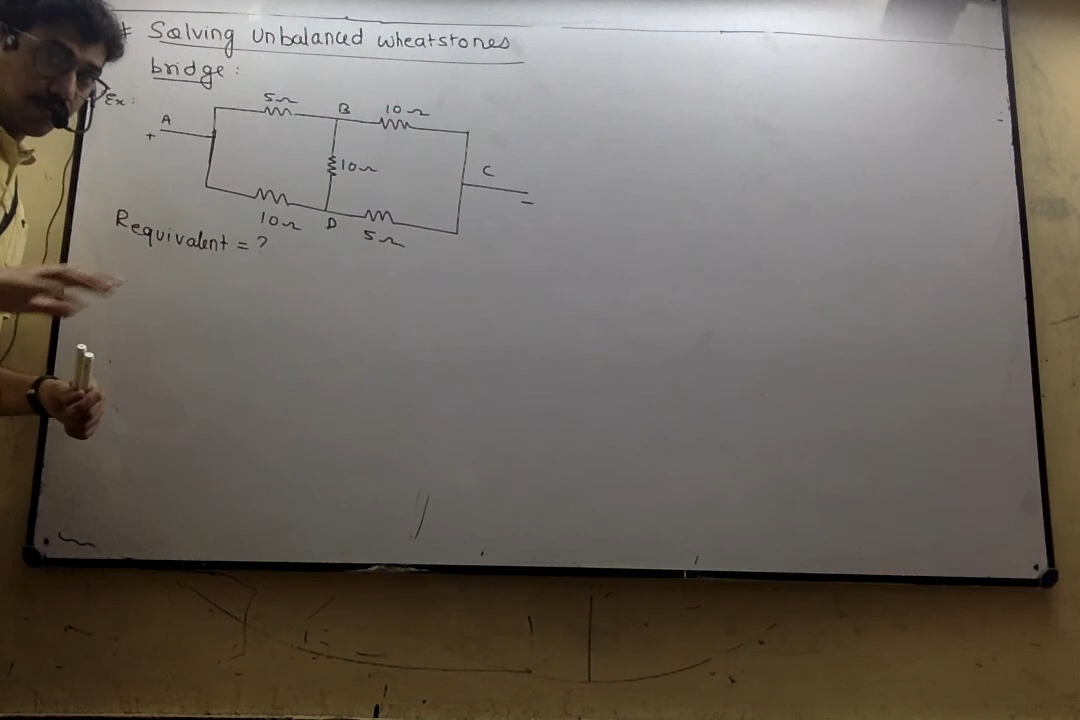 * Solving unbalanced wheatstones
bridge:
Ex:
5Ω B 10Ω
A
+
10Ω
C
-
10Ω D 5Ω
Requivalent = ?